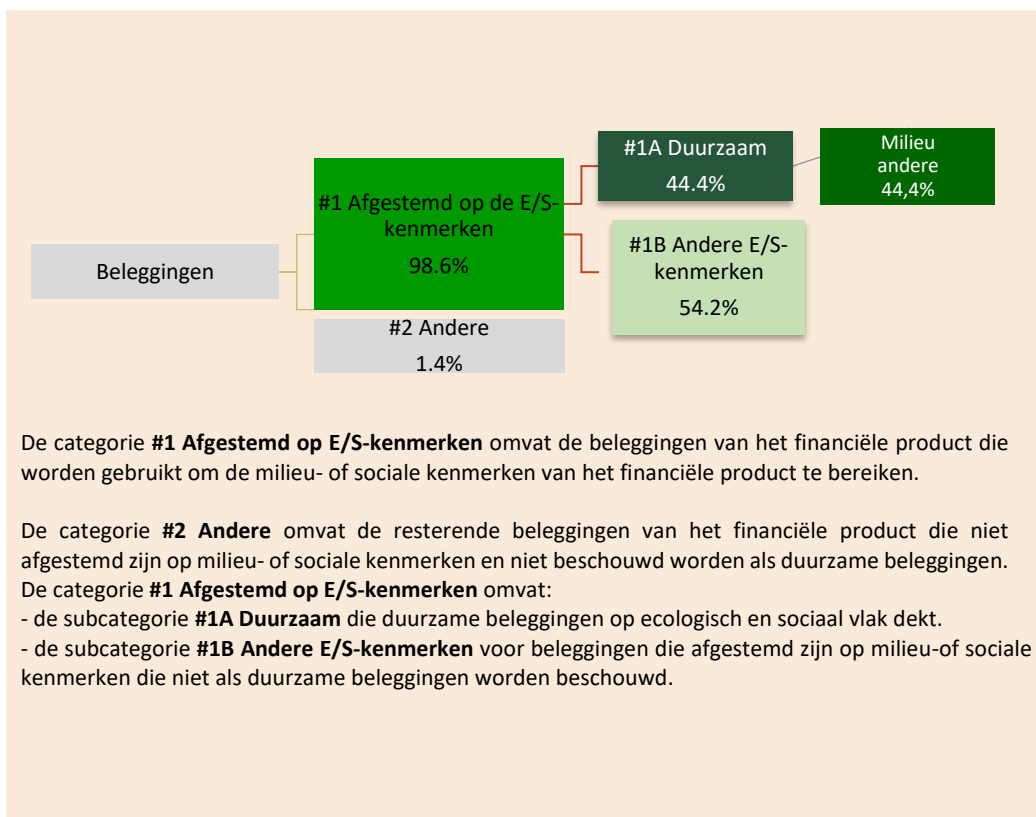 Beleggingen
#1 Afgestemd op de E/S-
kenmerken
98.6%
#2 Andere
1.4%
#1A Duurzaam
44.4%
Milieu
andere
44,4%
#1B Andere E/S-
kenmerken
54.2%
De categorie #1 Afgestemd op E/S-kenmerken omvat de beleggingen van het financiële product die
worden gebruikt om de milieu- of sociale kenmerken van het financiële product te bereiken.
De categorie #2 Andere omvat de resterende beleggingen van het financiële product die niet
afgestemd zijn op milieu- of sociale kenmerken en niet beschouwd worden als duurzame beleggingen.
De categorie #1 Afgestemd op E/S-kenmerken omvat:
- de subcategorie #1A Duurzaam die duurzame beleggingen op ecologisch en sociaal vlak dekt.
- de subcategorie #1B Andere E/S-kenmerken voor beleggingen die afgestemd zijn op milieu-of sociale
kenmerken die niet als duurzame beleggingen worden beschouwd.